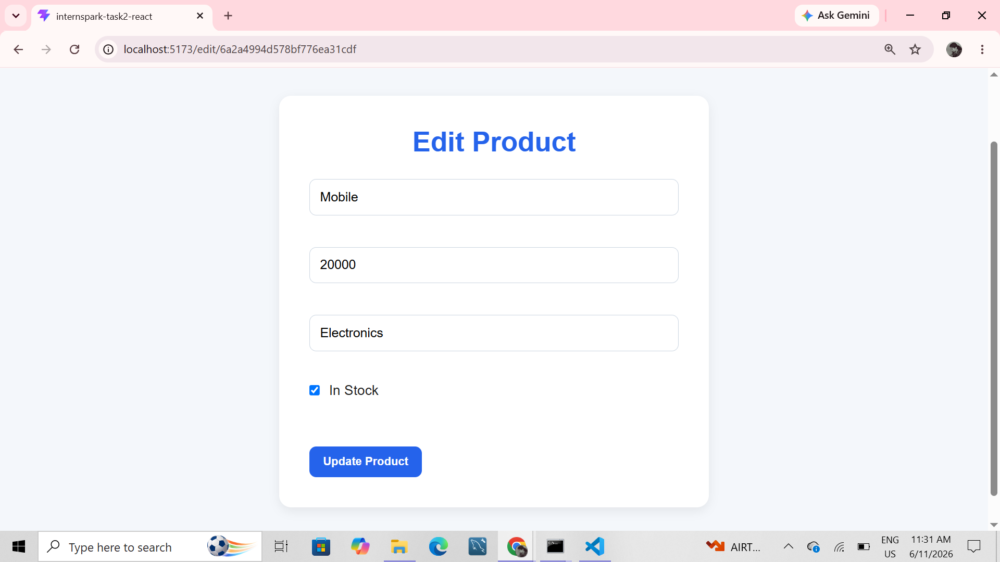 internspark-task2-react
Ask Gemini
localhost:5173/edit/6a2a4994d578bf776ea31cdf
Edit Product
Mobile
20000
Electronics
In Stock
Update Product
Type here to search
AIRT...
ENG
US
11:31 AM
6/11/2026